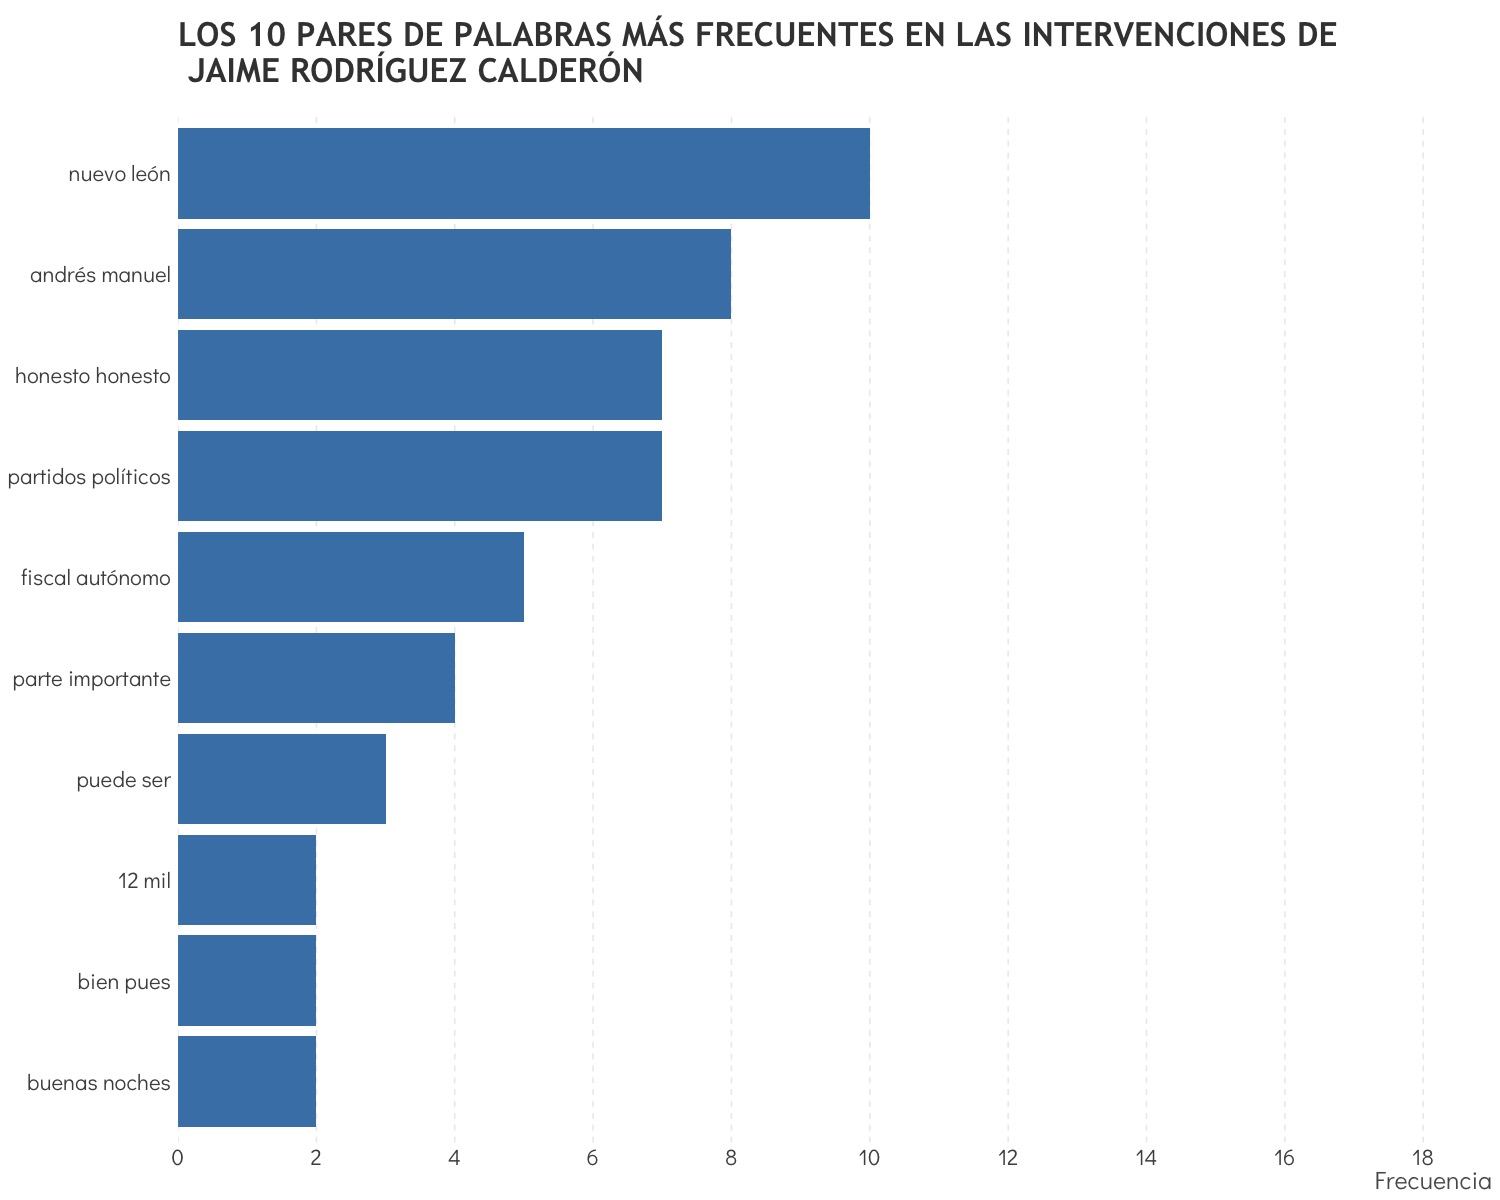 LOS 10 PARES DE PALABRAS MÁS FRECUENTES EN LAS INTERVENCIONES DE
JAIME RODRÍGUEZ CALDERÓN
nuevo león
andrés manuel
honesto honesto
partidos políticos
fiscal autónomo
parte importante
puede ser
12 mil
bien pues
buenas noches
0 2 4 6 8 10 12 14 16 18
Frecuencia